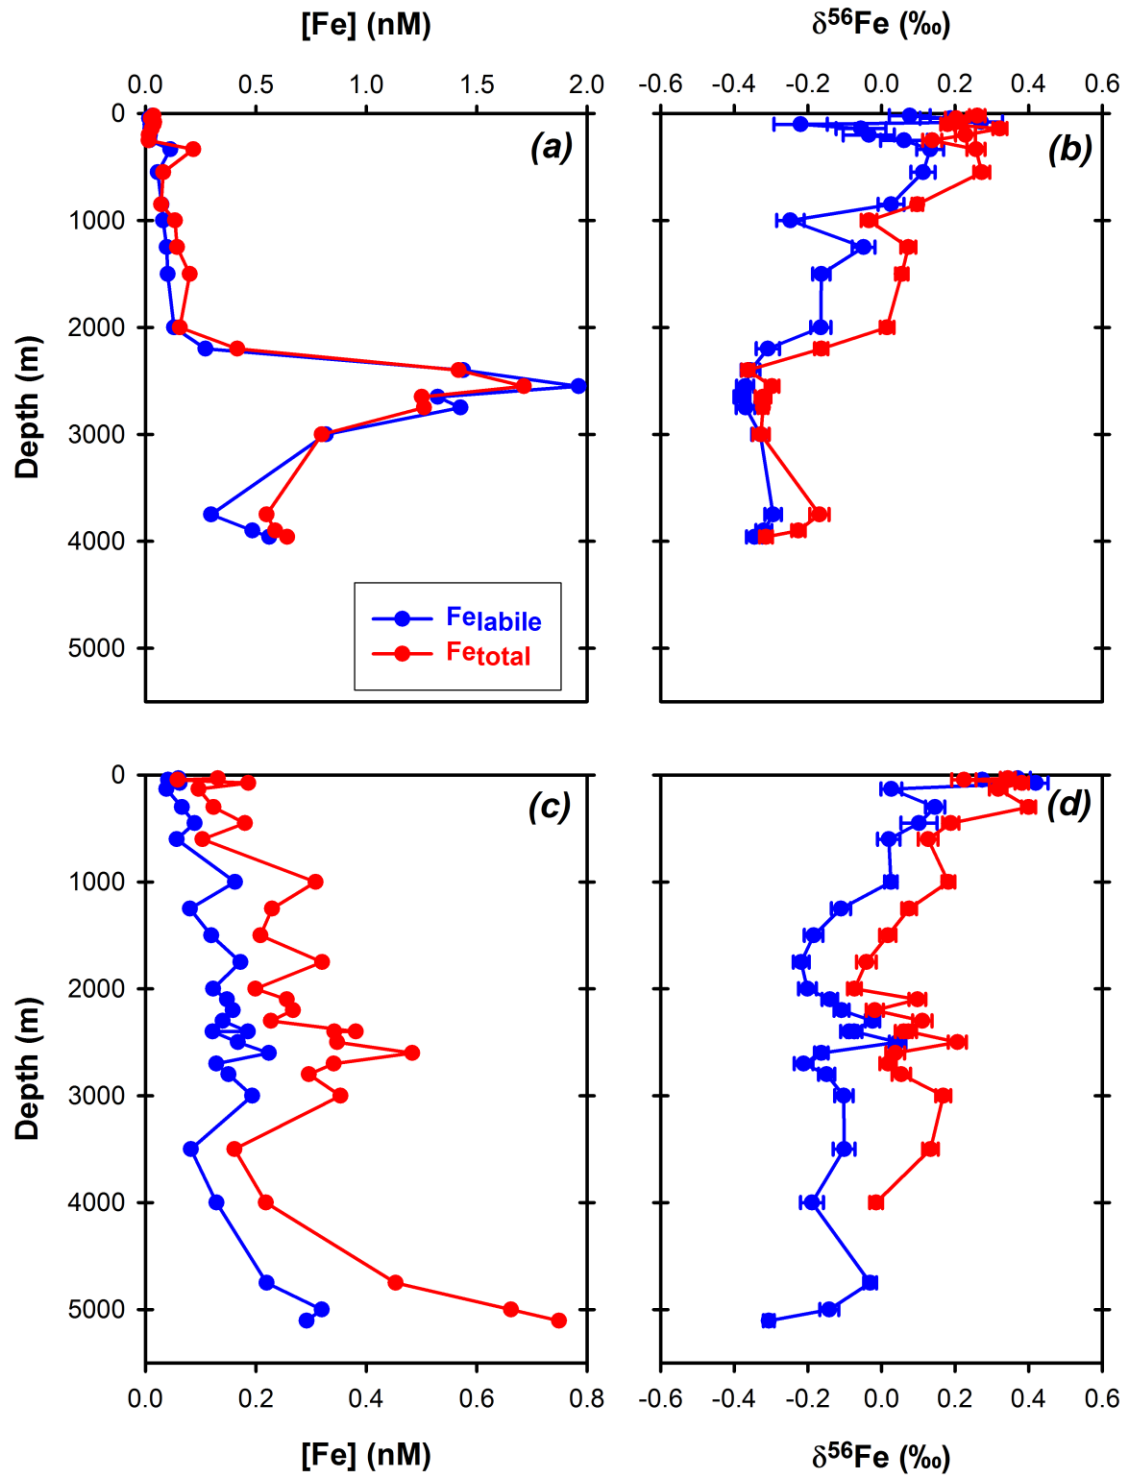 [Fe] (nM)
δ56Fe (‰)
0.0 0.5 1.0 1.5 2.0
-0.6 -0.4 -0.2 0.0 0.2 0.4 0.6
0
1000
2000
3000
4000
5000
Depth (m)
(a)
(b)
Felabile
Fetotal
0
1000
2000
3000
4000
5000
Depth (m)
(c)
(d)
0.0 0.2 0.4 0.6 0.8
-0.6 -0.4 -0.2 0.0 0.2 0.4 0.6
[Fe] (nM)
δ56Fe (‰)